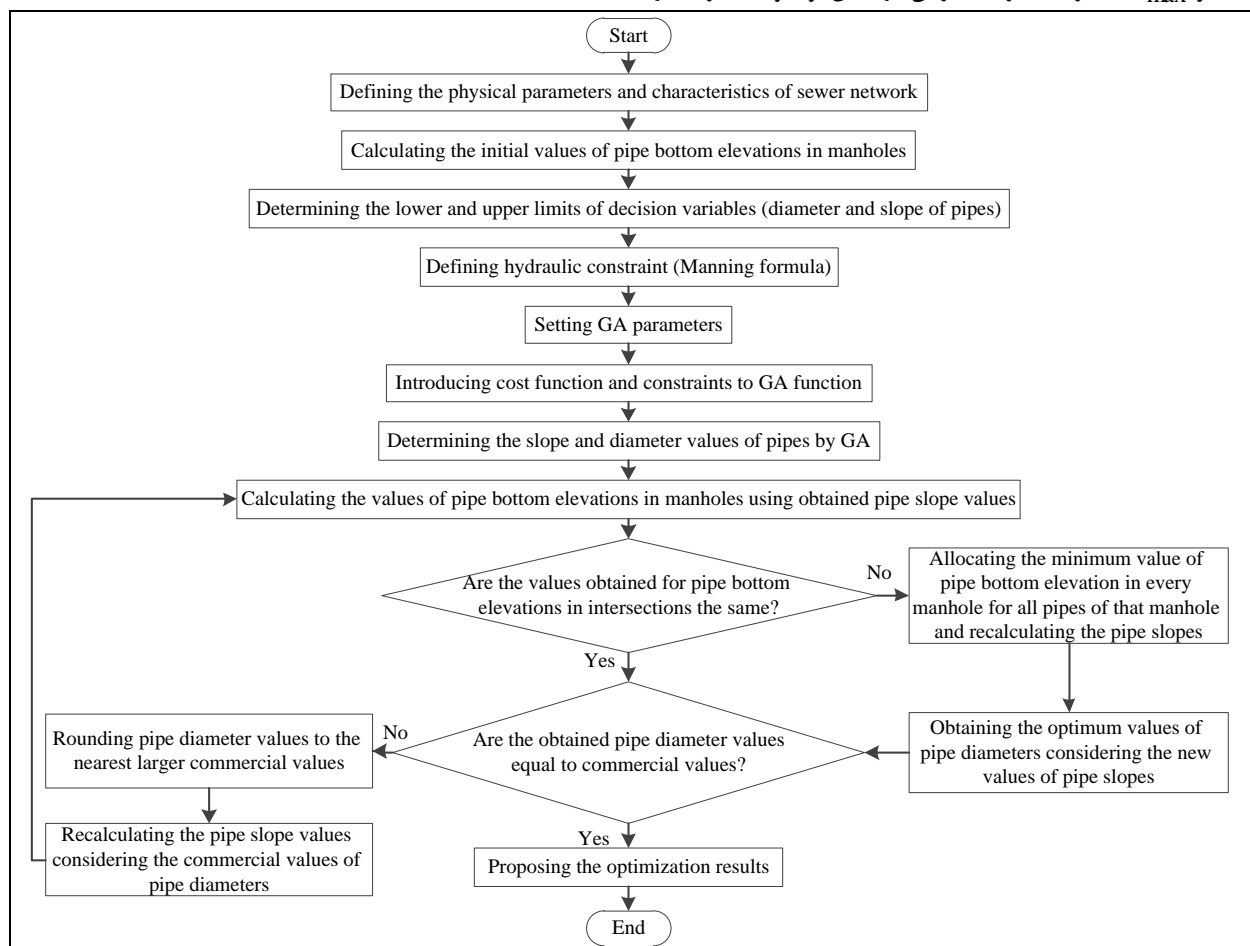 max
Start
Defining the physical parameters and characteristics of sewer network
Calculating the initial values of pipe bottom elevations in manholes
Determining the lower and upper limits of decision variables (diameter and slope of pipes)
Defining hydraulic constraint (Manning formula)
Setting GA parameters
Introducing cost function and constraints to GA function
Determining the slope and diameter values of pipes by GA
Calculating the values of pipe bottom elevations in manholes using obtained pipe slope values
Are the values obtained for pipe bottom
elevations in intersections the same?
No
Allocating the minimum value of
pipe bottom elevation in every
manhole for all pipes of that manhole
and recalculating the pipe slopes
Yes
Obtaining the optimum values of
pipe diameters considering the new
values of pipe slopes
Are the obtained pipe diameter values
equal to commercial values?
No
Rounding pipe diameter values to the
nearest larger commercial values
Recalculating the pipe slope values
considering the commercial values of
pipe diameters
Yes
Proposing the optimization results
End